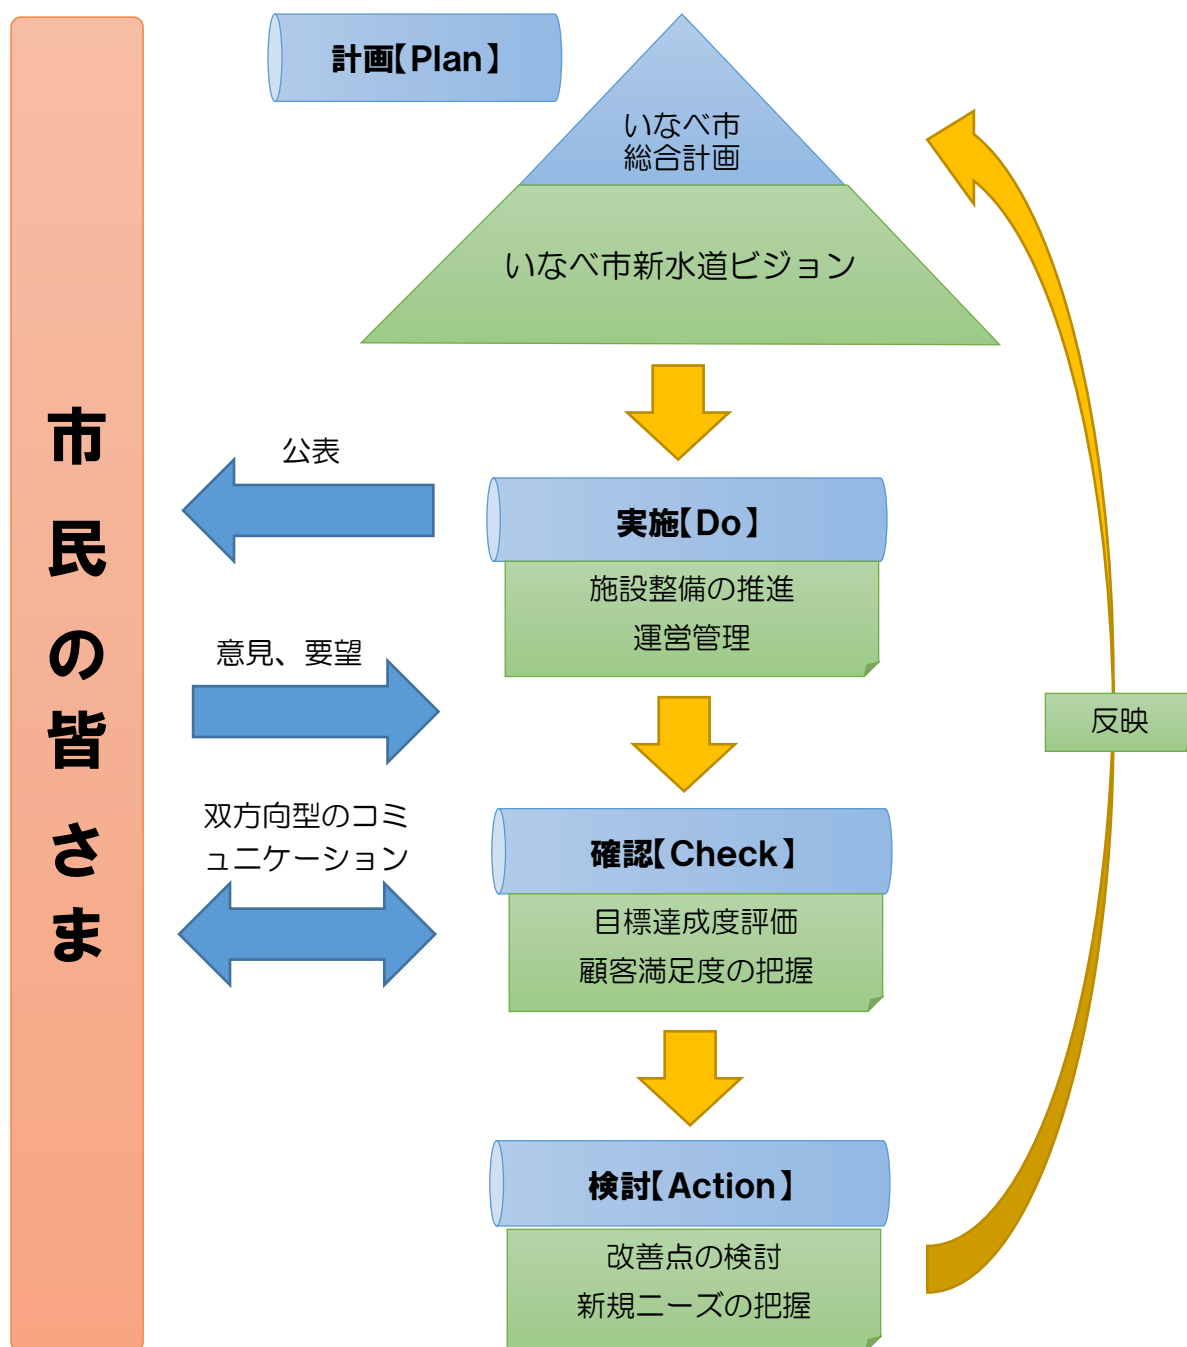 計画【Plan】
いなべ市
総合計画
いなべ市新水道ビジョン
市民の皆さま
公表
実施【Do】
施設整備の推進
運営管理
意見、要望
反映
双方向型のコミ
ュニケーション
確認【Check】
目標達成度評価
顧客満足度の把握
検討【Action】
改善点の検討
新規ニーズの把握